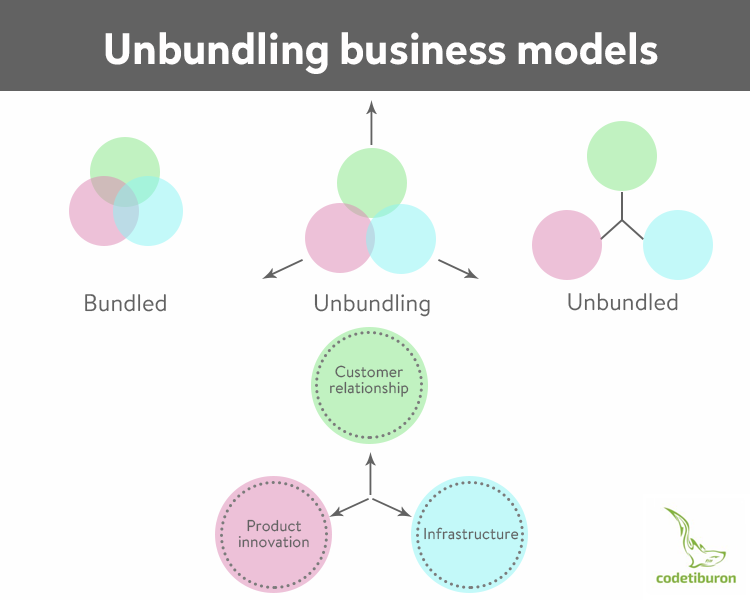 Unbundling business models
Bundled
Unbundling
Unbundled
Customer
relationship
Product
innovation
Infrastructure
codetiburon